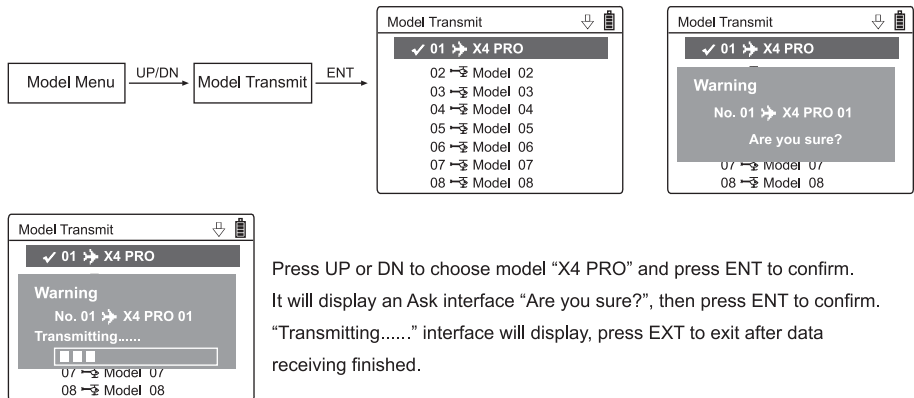 Model Menu
UP/DN
Model Transmit
ENT
Model Transmit
01 X4 PRO
02 Model 02
03 Model 03
04 Model 04
05 Model 05
06 Model 06
07 Model 07
08 Model 08
Model Transmit
01 X4 PRO
Warning
No. 01 X4 PRO 01
Are you sure?
07 Model 07
08 Model 08
Model Transmit
01 X4 PRO
Warning
No. 01 X4 PRO 01
Transmitting......
07 Model 07
08 Model 08
Press UP or DN to choose model “X4 PRO” and press ENT to confirm.
It will display an Ask interface “Are you sure?”, then press ENT to confirm.
“Transmitting......” interface will display, press EXT to exit after data
receiving finished.